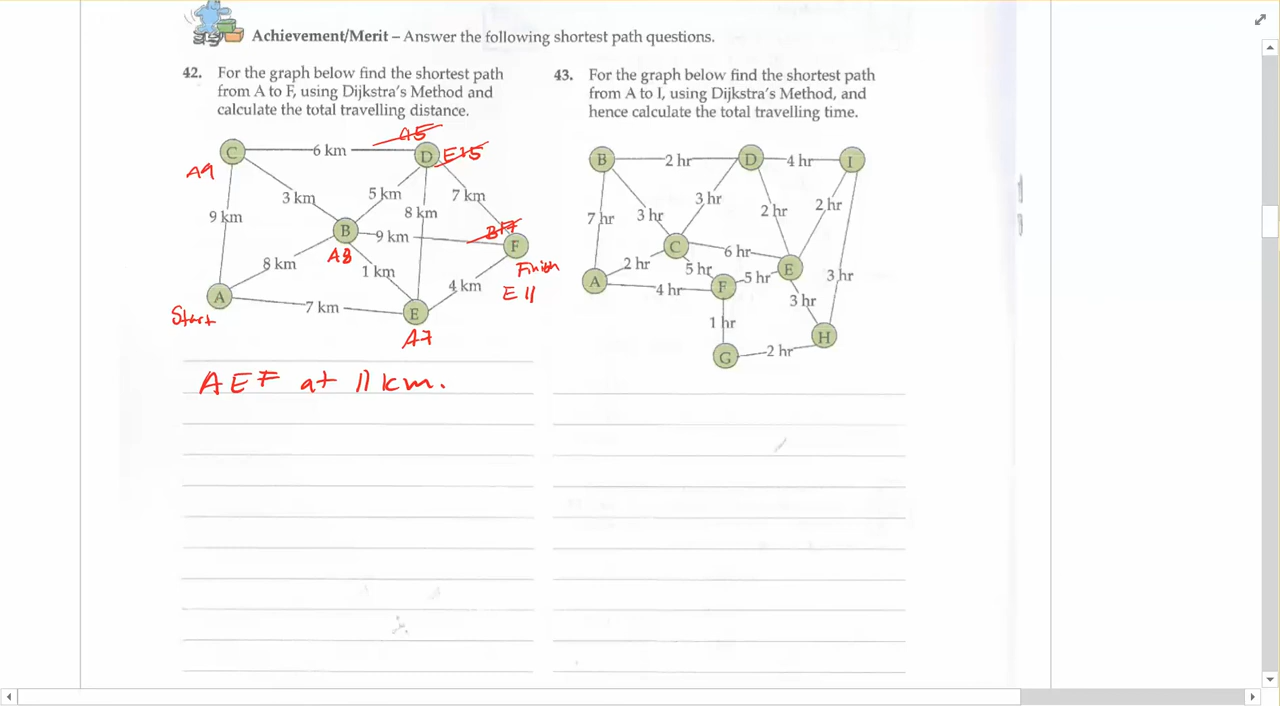 Achievement/Merit – Answer the following shortest path questions.
42. For the graph below find the shortest path
from A to F, using Dijkstra's Method and
calculate the total travelling distance.
A5
C
6 km
D
E15
A9
3 km
5 km
7 km
9 km
8 km
B
9 km
B17
F
A8
8 km
1 km
Finish
A
4 km
E 11
Start
7 km
E
A7
AEF at 11 km.
43. For the graph below find the shortest path
from A to I, using Dijkstra's Method, and
hence calculate the total travelling time.
B
2 hr
D
4 hr
I
7 hr
3 hr
3 hr
2 hr
2 hr
C
6 hr
2 hr
5 hr
E
A
4 hr
F
5 hr
3 hr
3 hr
1 hr
H
G
2 hr